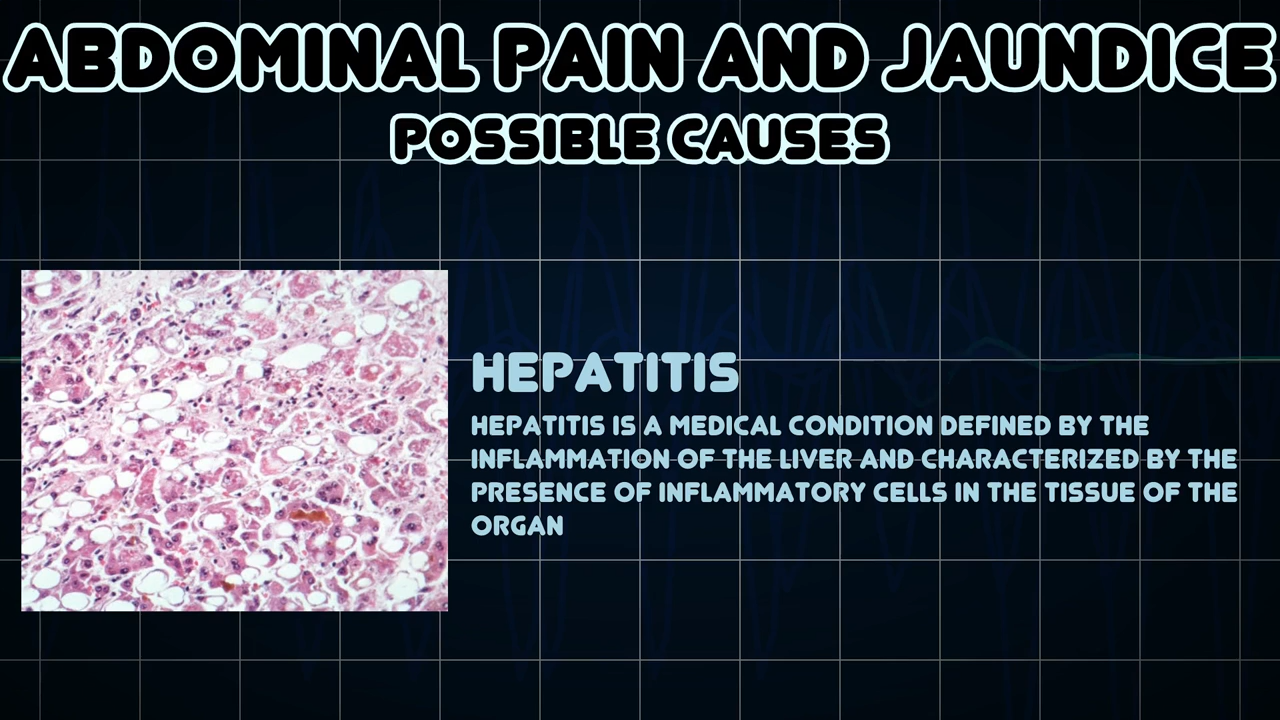 ABDOMINAL PAIN AND JAUNDICE
POSSIBLE CAUSES
HEPATITIS
HEPATITIS IS A MEDICAL CONDITION DEFINED BY THE
INFLAMMATION OF THE LIVER AND CHARACTERIZED BY THE
PRESENCE OF INFLAMMATORY CELLS IN THE TISSUE OF THE
ORGAN